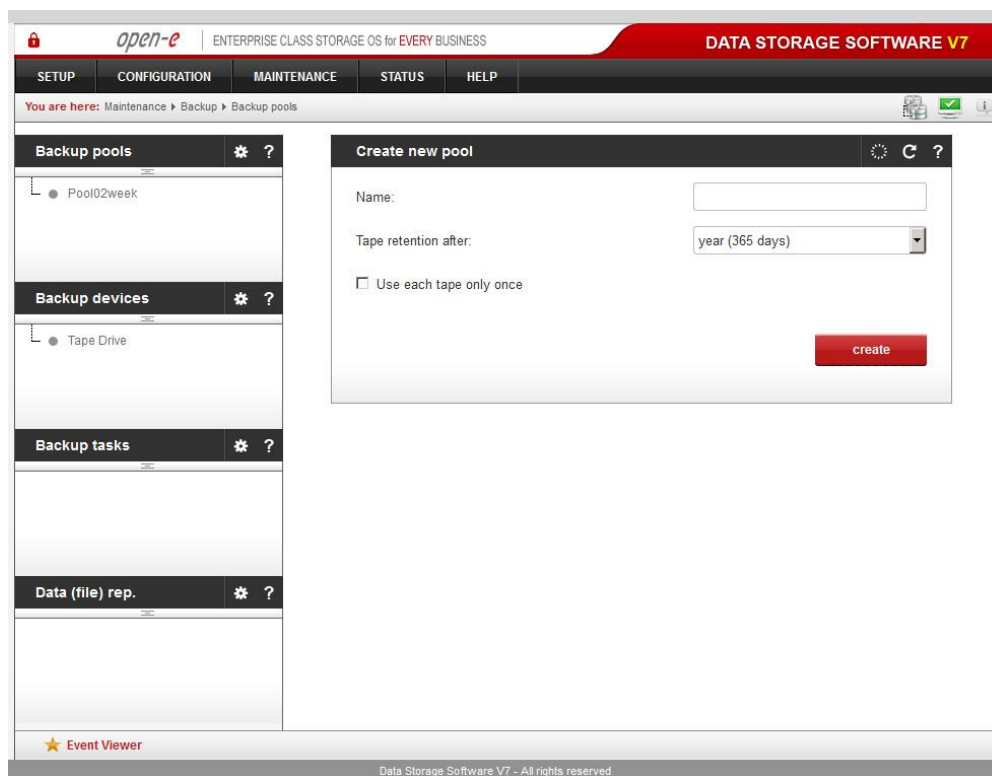 open-e ENTERPRISE CLASS STORAGE OS for EVERY BUSINESS DATA STORAGE SOFTWARE V7
SETUP CONFIGURATION MAINTENANCE STATUS HELP
You are here: Maintenance Backup Backup pools
Backup pools ?
Pool02week
Backup devices ?
Tape Drive
Backup tasks ?
Data (file) rep. ?
Create new pool ?
Name:
Tape retention after: year (365 days)
Use each tape only once
create
Event Viewer
Data Storage Software V7 - All rights reserved